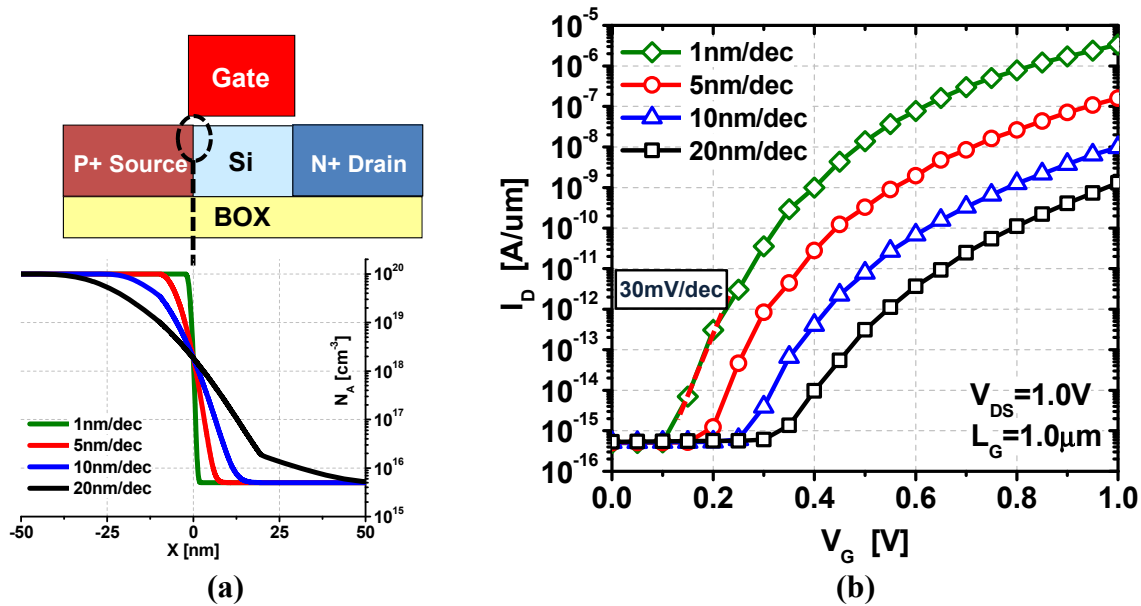 Gate
P+ Source
Si
N+ Drain
BOX
10^20
10^19
10^18
10^17
10^16
10^15
N_A [cm^-3]
1nm/dec
5nm/dec
10nm/dec
20nm/dec
-50
-25
0
25
50
X [nm]
(a)
10^-5
10^-6
10^-7
10^-8
10^-9
10^-10
10^-11
10^-12
10^-13
10^-14
10^-15
10^-16
I_D [A/um]
1nm/dec
5nm/dec
10nm/dec
20nm/dec
30mV/dec
V_DS=1.0V
L_G=1.0μm
0.0
0.2
0.4
0.6
0.8
1.0
V_G [V]
(b)